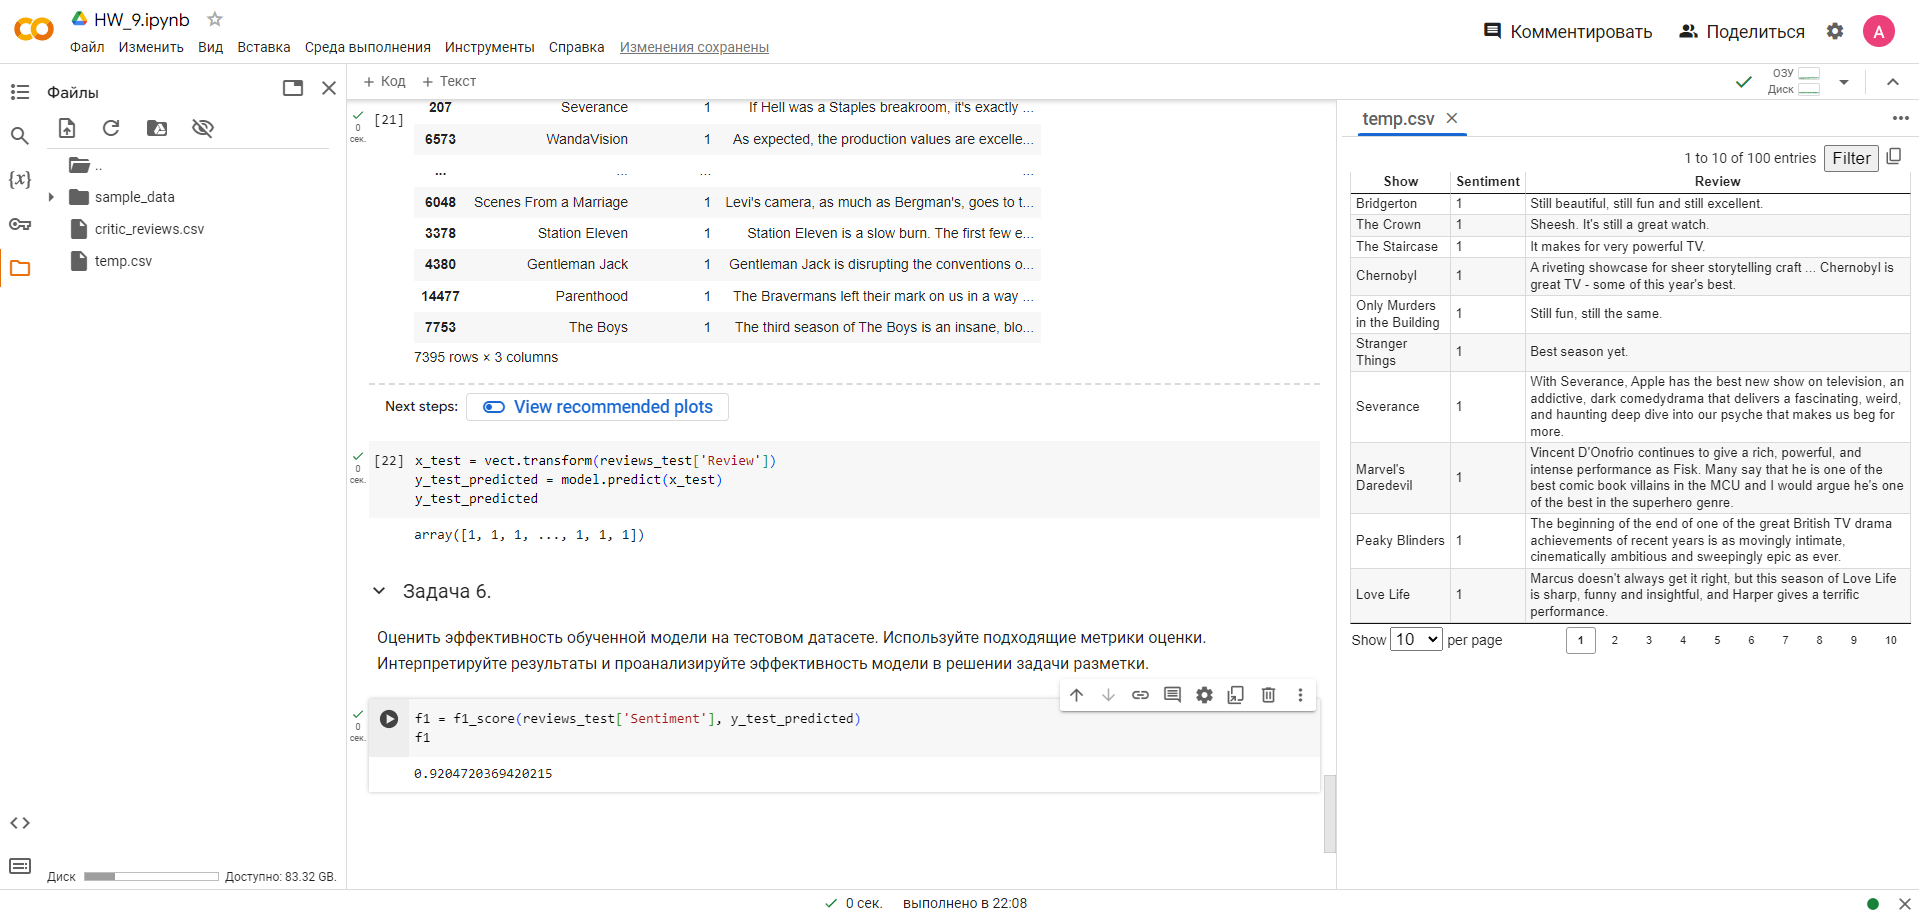 HW_9.ipynb
Файл Изменить Вид Вставка Среда выполнения Инструменты Справка Изменения сохранены
Комментировать
Поделиться
A
Файлы
..
sample_data
critic_reviews.csv
temp.csv
Диск
Доступно: 83.32 GB.
+ Код + Текст
ОЗУ
Диск
0
сек.
[21]
207 Severance 1 If Hell was a Staples breakroom, it's exactly ...
6573 WandaVision 1 As expected, the production values are excelle...
... ... ... ...
6048 Scenes From a Marriage 1 Levi's camera, as much as Bergman's, goes to t...
3378 Station Eleven 1 Station Eleven is a slow burn. The first few e...
4380 Gentleman Jack 1 Gentleman Jack is disrupting the conventions o...
14477 Parenthood 1 The Bravermans left their mark on us in a way ...
7753 The Boys 1 The third season of The Boys is an insane, blo...
7395 rows × 3 columns
Next steps: View recommended plots
0
сек.
[22] x_test = vect.transform(reviews_test['Review'])
y_test_predicted = model.predict(x_test)
y_test_predicted
array([1, 1, 1, ..., 1, 1, 1])
Задача 6.
Оценить эффективность обученной модели на тестовом датасете. Используйте подходящие метрики оценки.
Интерпретируйте результаты и проанализируйте эффективность модели в решении задачи разметки.
0
сек.
f1 = f1_score(reviews_test['Sentiment'], y_test_predicted)
f1
0.9204720369420215
temp.csv
1 to 10 of 100 entries Filter
Show Sentiment Review
Bridgerton 1 Still beautiful, still fun and still excellent.
The Crown 1 Sheesh. It's still a great watch.
The Staircase 1 It makes for very powerful TV.
Chernobyl 1 A riveting showcase for sheer storytelling craft ... Chernobyl is
great TV - some of this year's best.
Only Murders
in the Building 1 Still fun, still the same.
Stranger
Things 1 Best season yet.
Severance 1 With Severance, Apple has the best new show on television, an
addictive, dark comedydrama that delivers a fascinating, weird,
and haunting deep dive into our psyche that makes us beg for
more.
Marvel's
Daredevil 1 Vincent D'Onofrio continues to give a rich, powerful, and
intense performance as Fisk. Many say that he is one of the
best comic book villains in the MCU and I would argue he's one
of the best in the superhero genre.
Peaky Blinders 1 The beginning of the end of one of the great British TV drama
achievements of recent years is as movingly intimate,
cinematically ambitious and sweepingly epic as ever.
Love Life 1 Marcus doesn't always get it right, but this season of Love Life
is sharp, funny and insightful, and Harper gives a terrific
performance.
Show 10 per page 1 2 3 4 5 6 7 8 9 10
0 сек. выполнено в 22:08